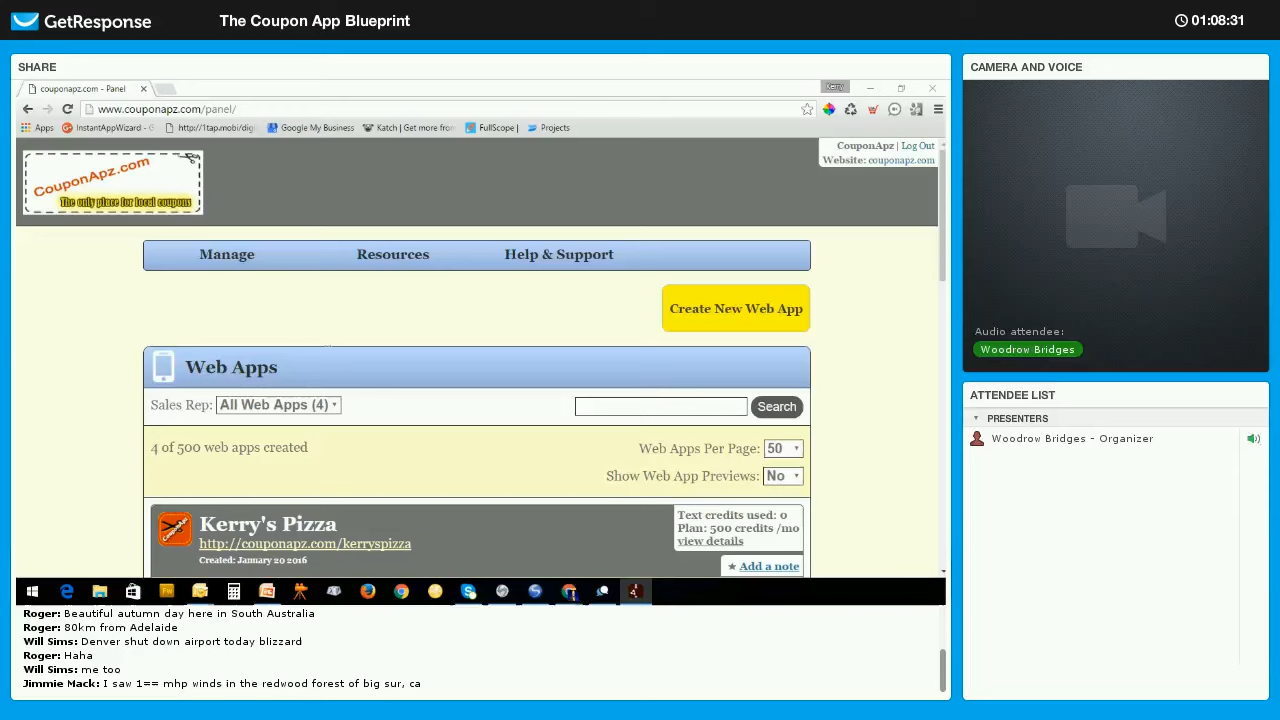 GetResponse
The Coupon App Blueprint
01:08:31
SHARE
couponapz.com - Panel
Kerry
www.couponapz.com/panel/
Apps
InstantAppWizard - G
http://1tap.mobi/digi
Google My Business
Katch | Get more from
FullScope |
Projects
CouponApz.com
The only place for local coupons
CouponApz | Log Out
Website: couponapz.com
Manage
Resources
Help & Support
Create New Web App
Web Apps
Sales Rep: All Web Apps (4)
Search
4 of 500 web apps created
Web Apps Per Page: 50
Show Web App Previews: No
Kerry's Pizza
http://couponapz.com/kerryspizza
Created: January 20 2016
Text credits used: 0
Plan: 500 credits /mo
view details
★ Add a note
Roger: Beautiful autumn day here in South Australia
Roger: 80km from Adelaide
Will Sims: Denver shut down airport today blizzard
Roger: Haha
Will Sims: me too
Jimmie Mack: I saw 1== mhp winds in the redwood forest of big sur, ca
CAMERA AND VOICE
Audio attendee:
Woodrow Bridges
ATTENDEE LIST
PRESENTERS
Woodrow Bridges - Organizer